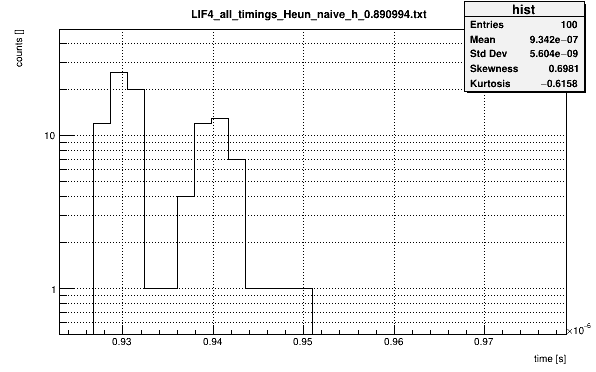 LIF4_all_timings_Heun_naive_h_0.890994.txt
hist
Entries 100
Mean 9.342e−07
Std Dev 5.604e−09
Skewness 0.6981
Kurtosis −0.6158
counts []
10
1
0.93 0.94 0.95 0.96 0.97
×10⁻⁶
time [s]